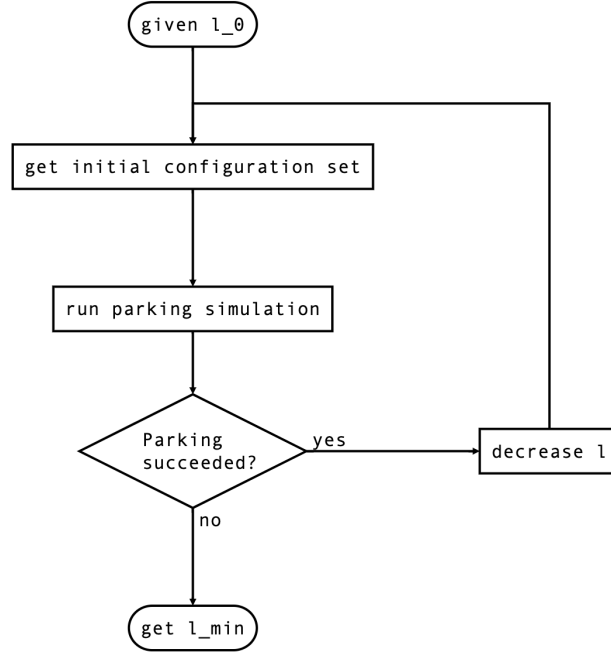 given l_0
get initial configuration set
run parking simulation
Parking
succeeded?
yes
decrease l
no
get l_min